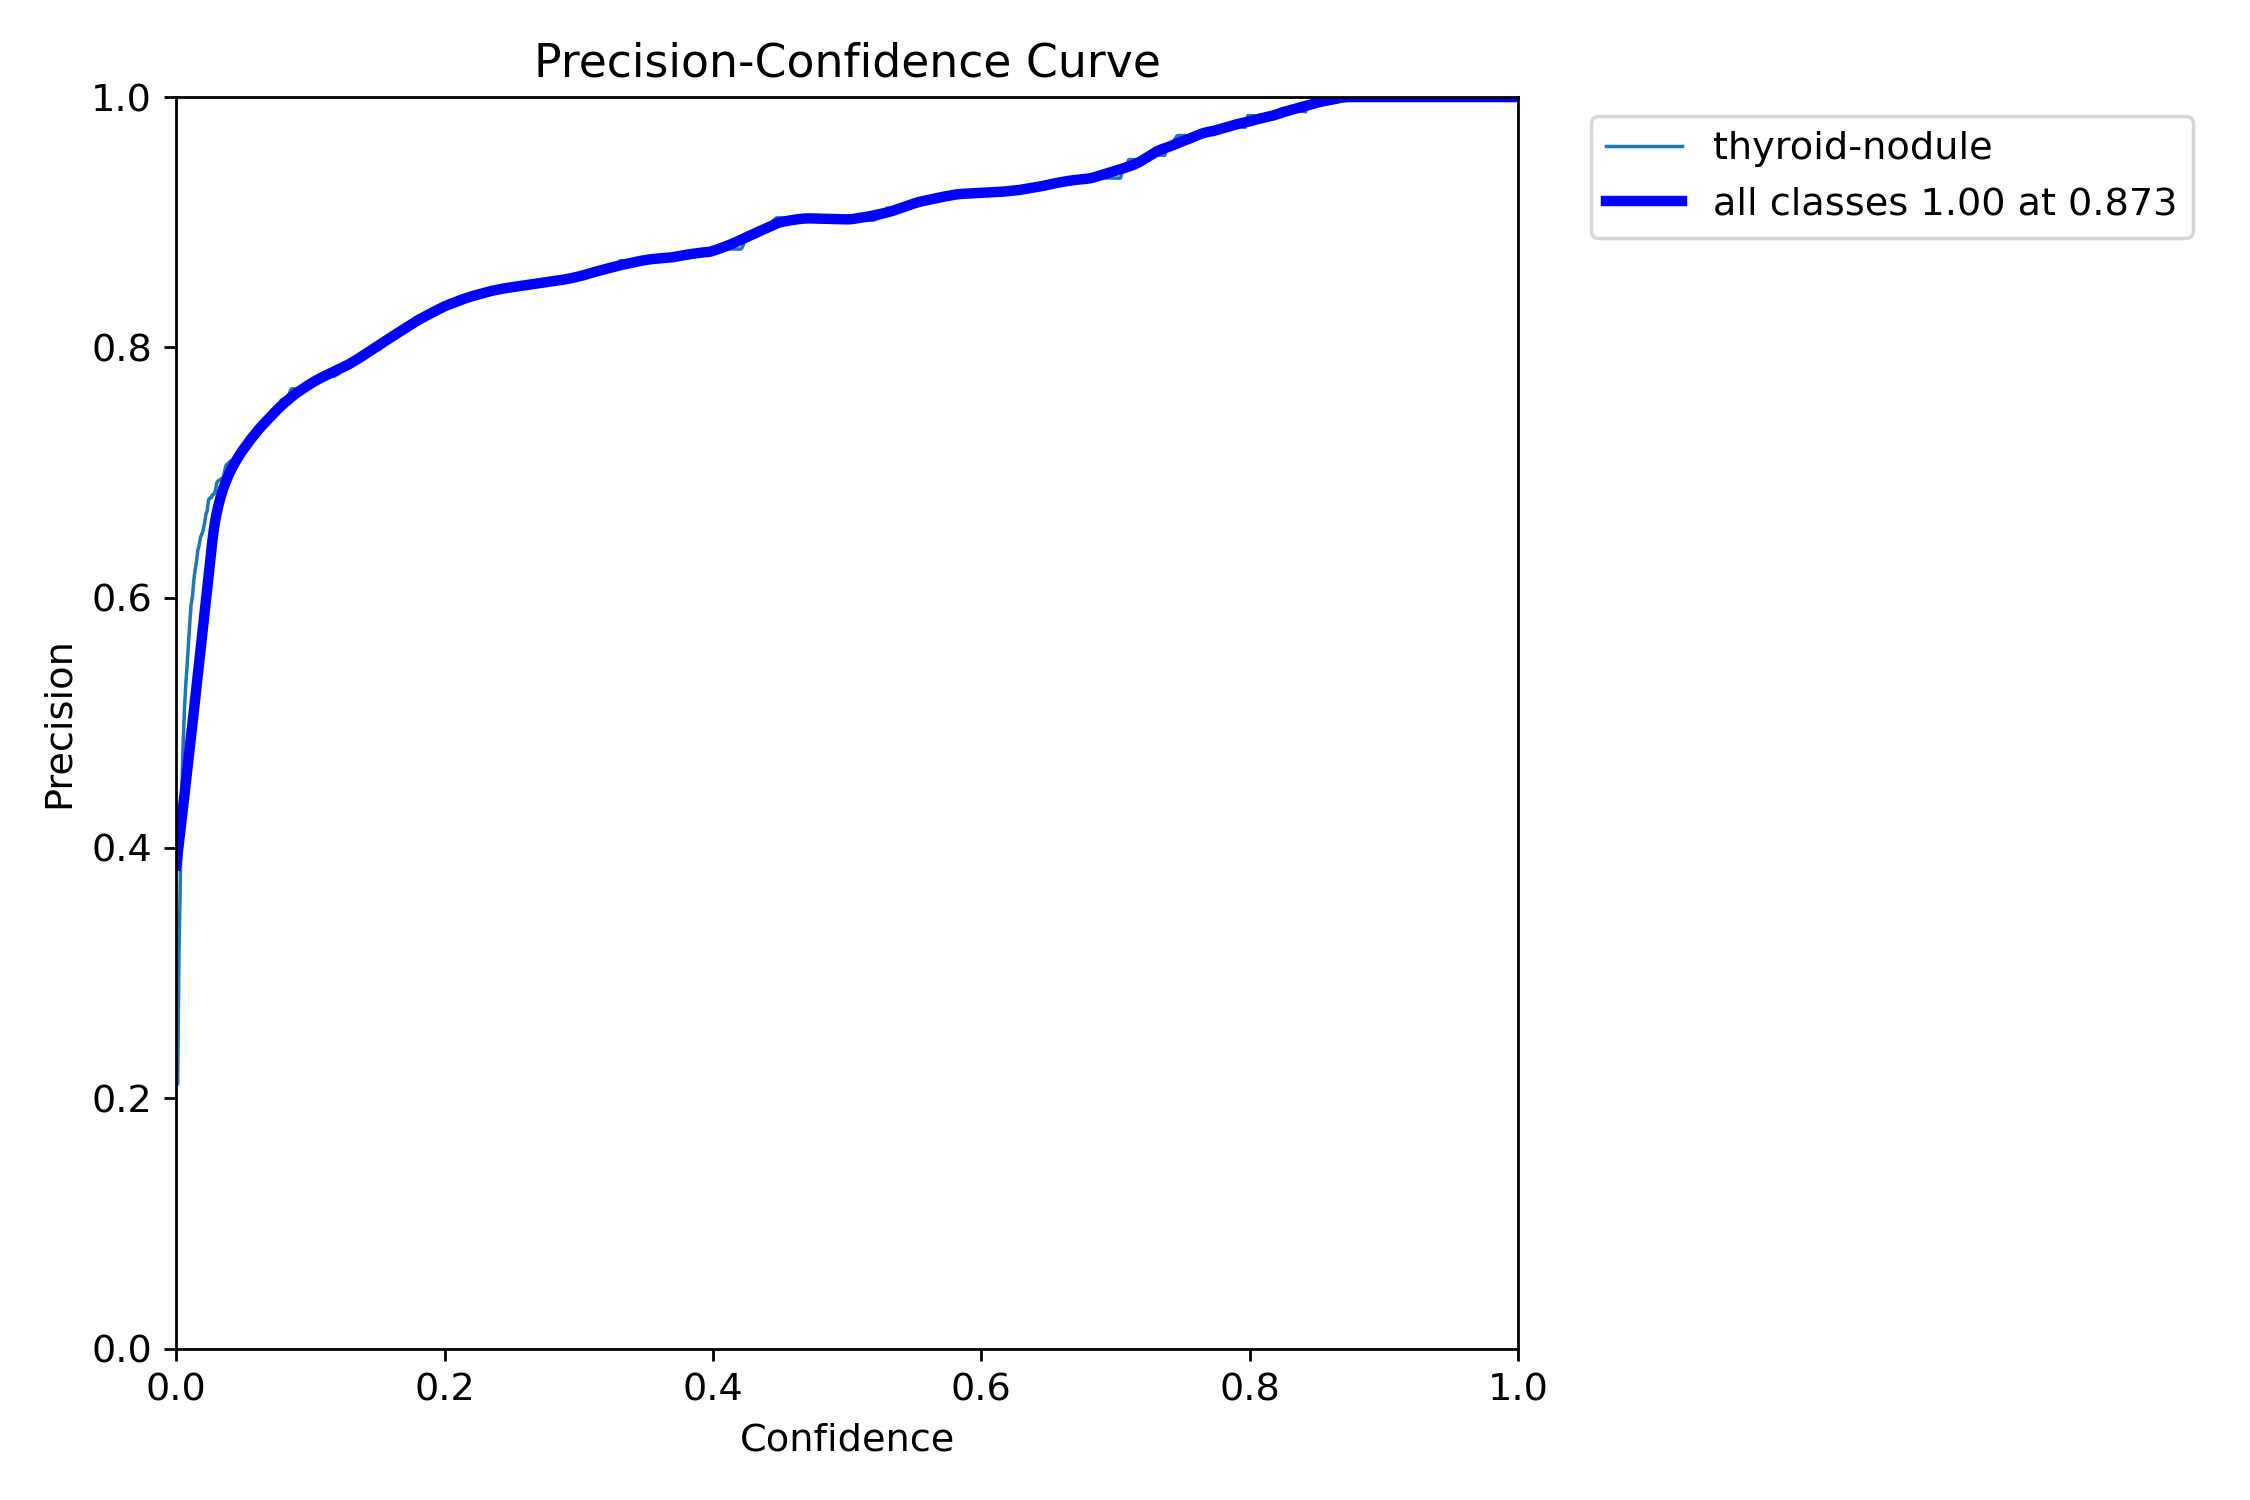 Precision-Confidence Curve
1.0
0.8
0.6
0.4
0.2
0.0
Precision
0.0 0.2 0.4 0.6 0.8 1.0
Confidence
thyroid-nodule
all classes 1.00 at 0.873